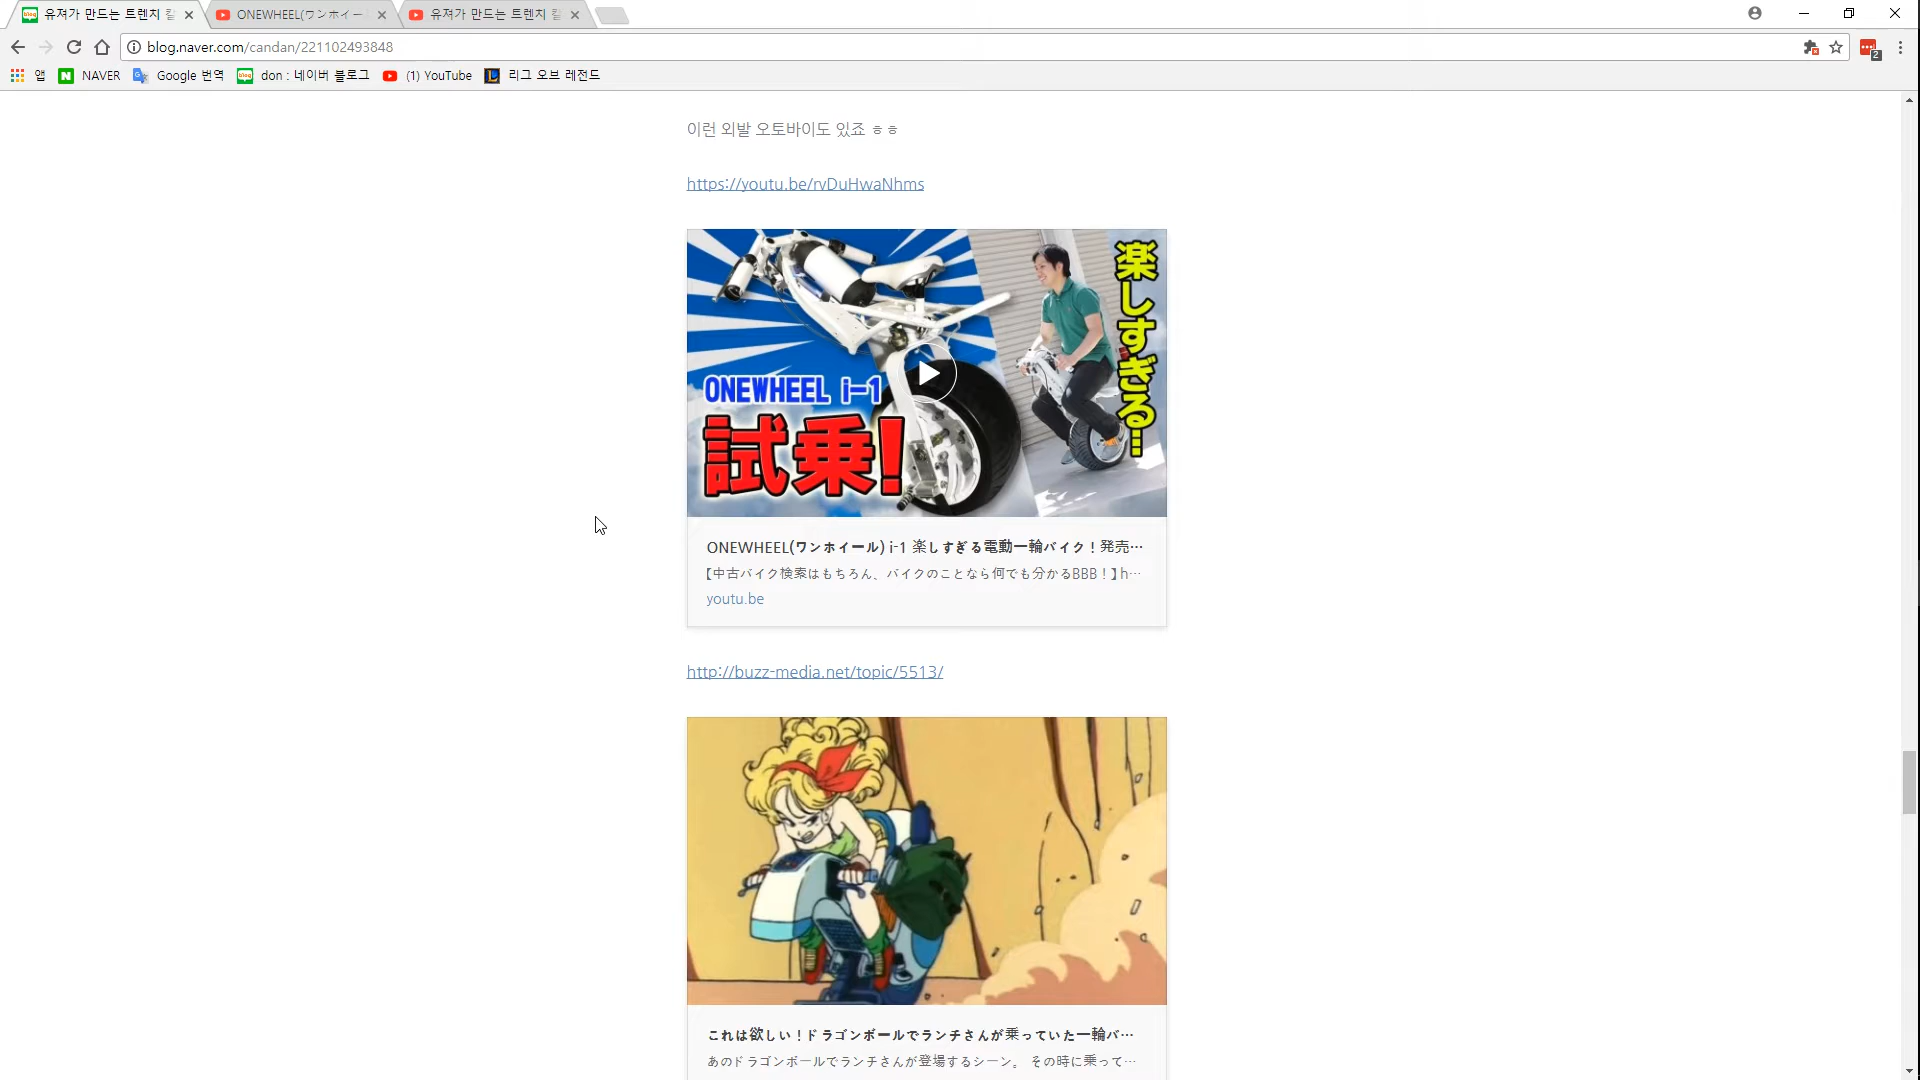 유져가 만드는 트렌치
ONEWHEEL(ワンホイー
유져가 만드는 트렌치
blog.naver.com/candan/221102493848
2
앱
NAVER
Google 번역
don : 네이버 블로그
(1) YouTube
리그 오브 레전드
이런 외발 오토바이도 있죠 ㅎㅎ
https://youtu.be/rvDuHwaNhms
楽しすぎる…
ONEWHEEL i-1
試乗!
ONEWHEEL(ワンホイール) i-1 楽しすぎる電動一輪バイク！発売…
【中古バイク検索はもちろん、バイクのことなら何でも分かるBBB！】h…
youtu.be
http://buzz-media.net/topic/5513/
これは欲しい！ドラゴンボールでランチさんが乗っていた一輪バ…
あのドラゴンボールでランチさんが登場するシーン。 その時に乗って…